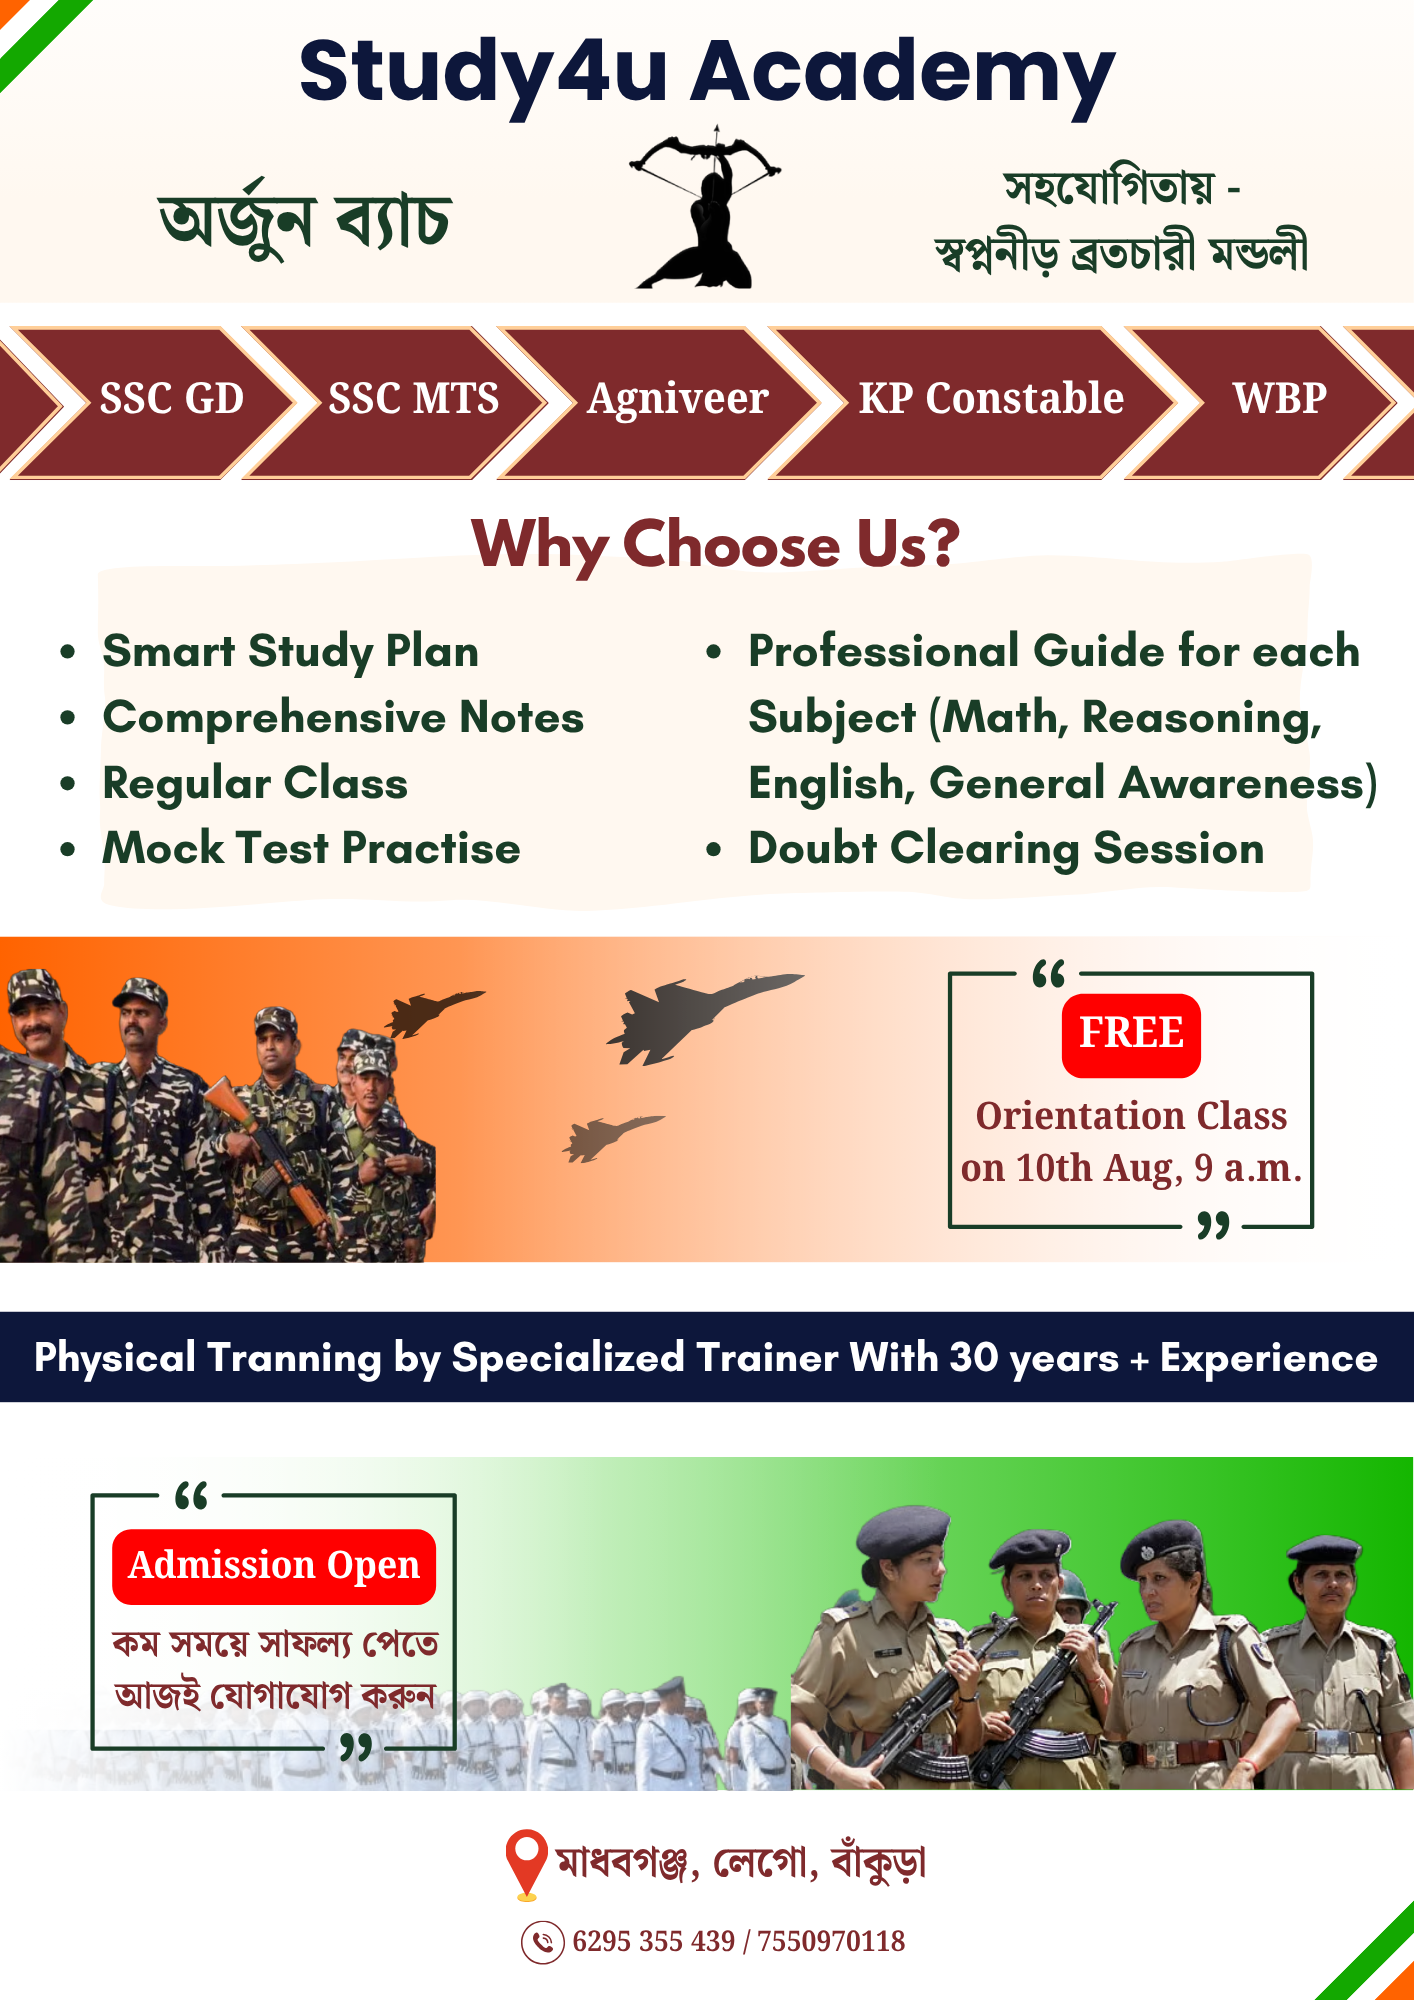 Study4u Academy
অর্জুন ব্যাচ
সহযোগিতায় -
স্বপ্ননীড় ব্রতচারী মন্ডলী
SSC GD
SSC MTS
Agniveer
KP Constable
WBP
Why Choose Us?
• Smart Study Plan
• Comprehensive Notes
• Regular Class
• Mock Test Practise
• Professional Guide for each
Subject (Math, Reasoning,
English, General Awareness)
• Doubt Clearing Session
“
FREE
Orientation Class
on 10th Aug, 9 a.m.
”
Physical Tranning by Specialized Trainer With 30 years + Experience
“
Admission Open
কম সময়ে সাফল্য পেতে
আজই যোগাযোগ করুন
”
মাধবগঞ্জ, লেগো, বাঁকুড়া
6295 355 439 / 7550970118